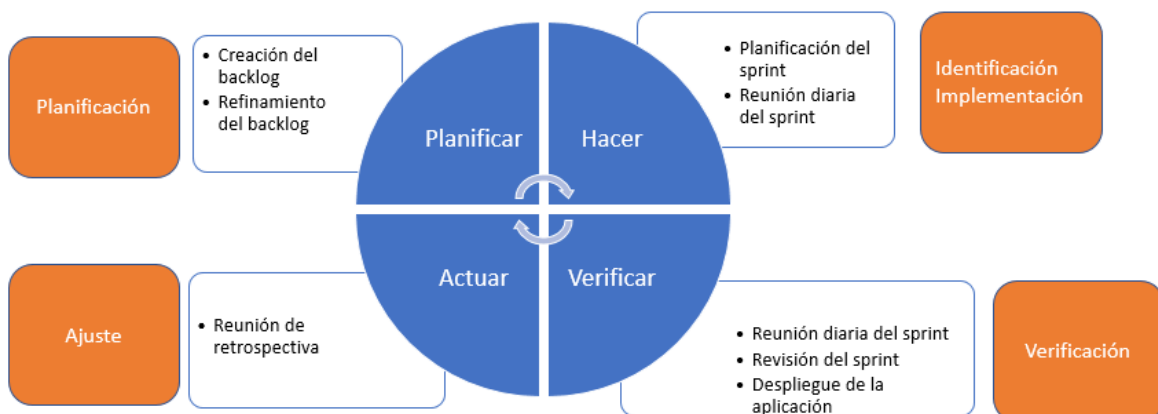 Planificación
• Creación del
backlog
• Refinamiento
del backlog
Planificar
Hacer
• Planificación del
sprint
• Reunión diaria
del sprint
Identificación
Implementación
Ajuste
• Reunión de
retrospectiva
Actuar
Verificar
• Reunión diaria del sprint
• Revisión del sprint
• Despliegue de la
aplicación
Verificación